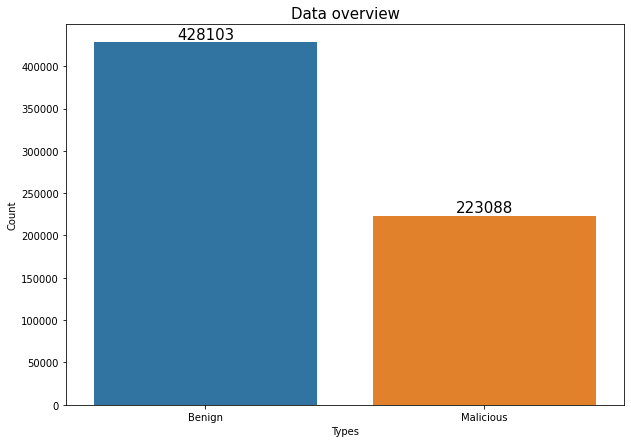 Data overview
428103
223088
400000
350000
300000
250000
200000
150000
100000
50000
0
Count
Benign
Malicious
Types